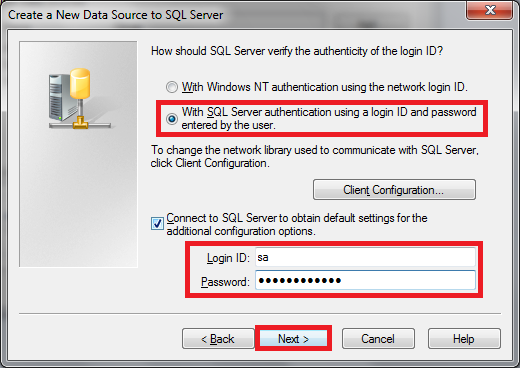 Create a New Data Source to SQL Server
How should SQL Server verify the authenticity of the login ID?
With Windows NT authentication using the network login ID.
With SQL Server authentication using a login ID and password
entered by the user.
To change the network library used to communicate with SQL Server,
click Client Configuration.
Client Configuration...
Connect to SQL Server to obtain default settings for the
additional configuration options.
Login ID: sa
Password: ●●●●●●●●●●●●
< Back Next > Cancel Help